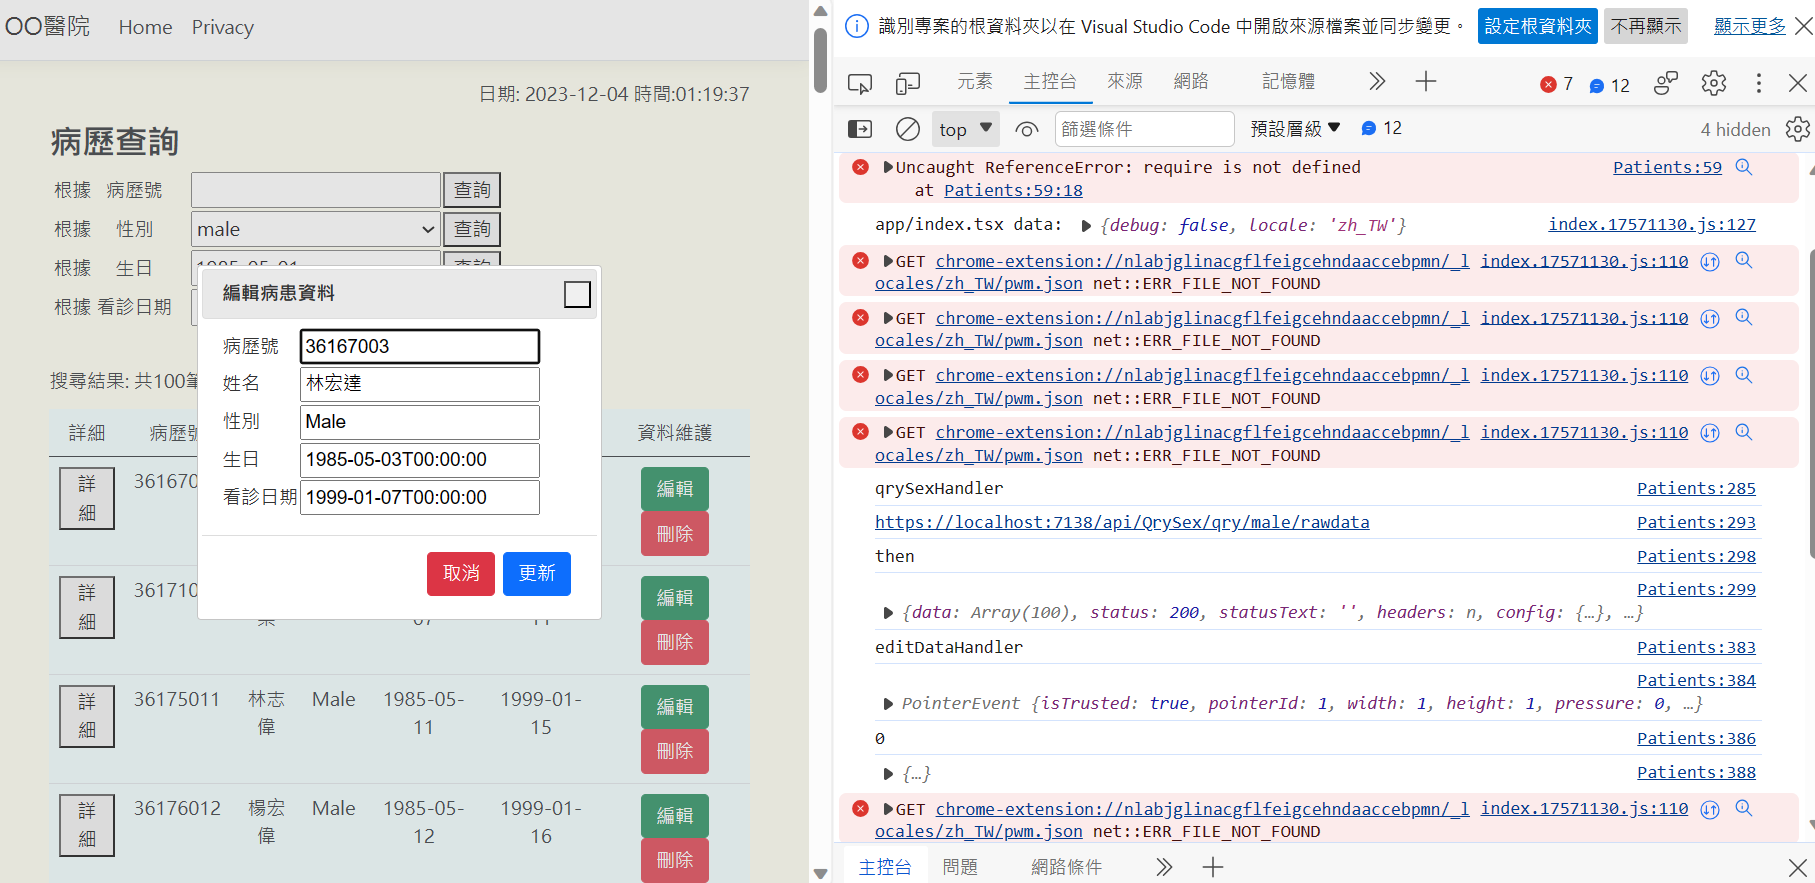 OO醫院 Home Privacy
日期: 2023-12-04 時間:01:19:37
病歷查詢
根據 病歷號 查詢
根據 性別 male 查詢
根據 生日
根據 看診日期
編輯病患資料
病歷號 36167003
姓名 林宏達
性別 Male
生日 1985-05-03T00:00:00
看診日期 1999-01-07T00:00:00
取消 更新
搜尋結果: 共100筆
詳細 病歷號 資料維護
詳細 361670 編輯 刪除
詳細 361710 編輯 刪除
詳細 36175011 林志偉 Male 1985-05-11 1999-01-15 編輯 刪除
詳細 36176012 楊宏偉 Male 1985-05-12 1999-01-16 編輯 刪除
識別專案的根資料夾以在 Visual Studio Code 中開啟來源檔案並同步變更。 設定根資料夾 不再顯示 顯示更多
元素 主控台 來源 網路 記憶體 7 12
top 篩選條件 預設層級 12 4 hidden
Uncaught ReferenceError: require is not defined Patients:59
at Patients:59:18
app/index.tsx data: {debug: false, locale: 'zh_TW'} index.17571130.js:127
GET chrome-extension://nlabjglinacgflfeigcehndaaccebpmn/_l index.17571130.js:110
ocales/zh_TW/pwm.json net::ERR_FILE_NOT_FOUND
GET chrome-extension://nlabjglinacgflfeigcehndaaccebpmn/_l index.17571130.js:110
ocales/zh_TW/pwm.json net::ERR_FILE_NOT_FOUND
GET chrome-extension://nlabjglinacgflfeigcehndaaccebpmn/_l index.17571130.js:110
ocales/zh_TW/pwm.json net::ERR_FILE_NOT_FOUND
GET chrome-extension://nlabjglinacgflfeigcehndaaccebpmn/_l index.17571130.js:110
ocales/zh_TW/pwm.json net::ERR_FILE_NOT_FOUND
qrySexHandler Patients:285
https://localhost:7138/api/QrySex/qry/male/rawdata Patients:293
then Patients:298
Patients:299
{data: Array(100), status: 200, statusText: '', headers: n, config: {…}, …}
editDataHandler Patients:383
Patients:384
PointerEvent {isTrusted: true, pointerId: 1, width: 1, height: 1, pressure: 0, …}
0 Patients:386
{…} Patients:388
GET chrome-extension://nlabjglinacgflfeigcehndaaccebpmn/_l index.17571130.js:110
ocales/zh_TW/pwm.json net::ERR_FILE_NOT_FOUND
主控台 問題 網路條件